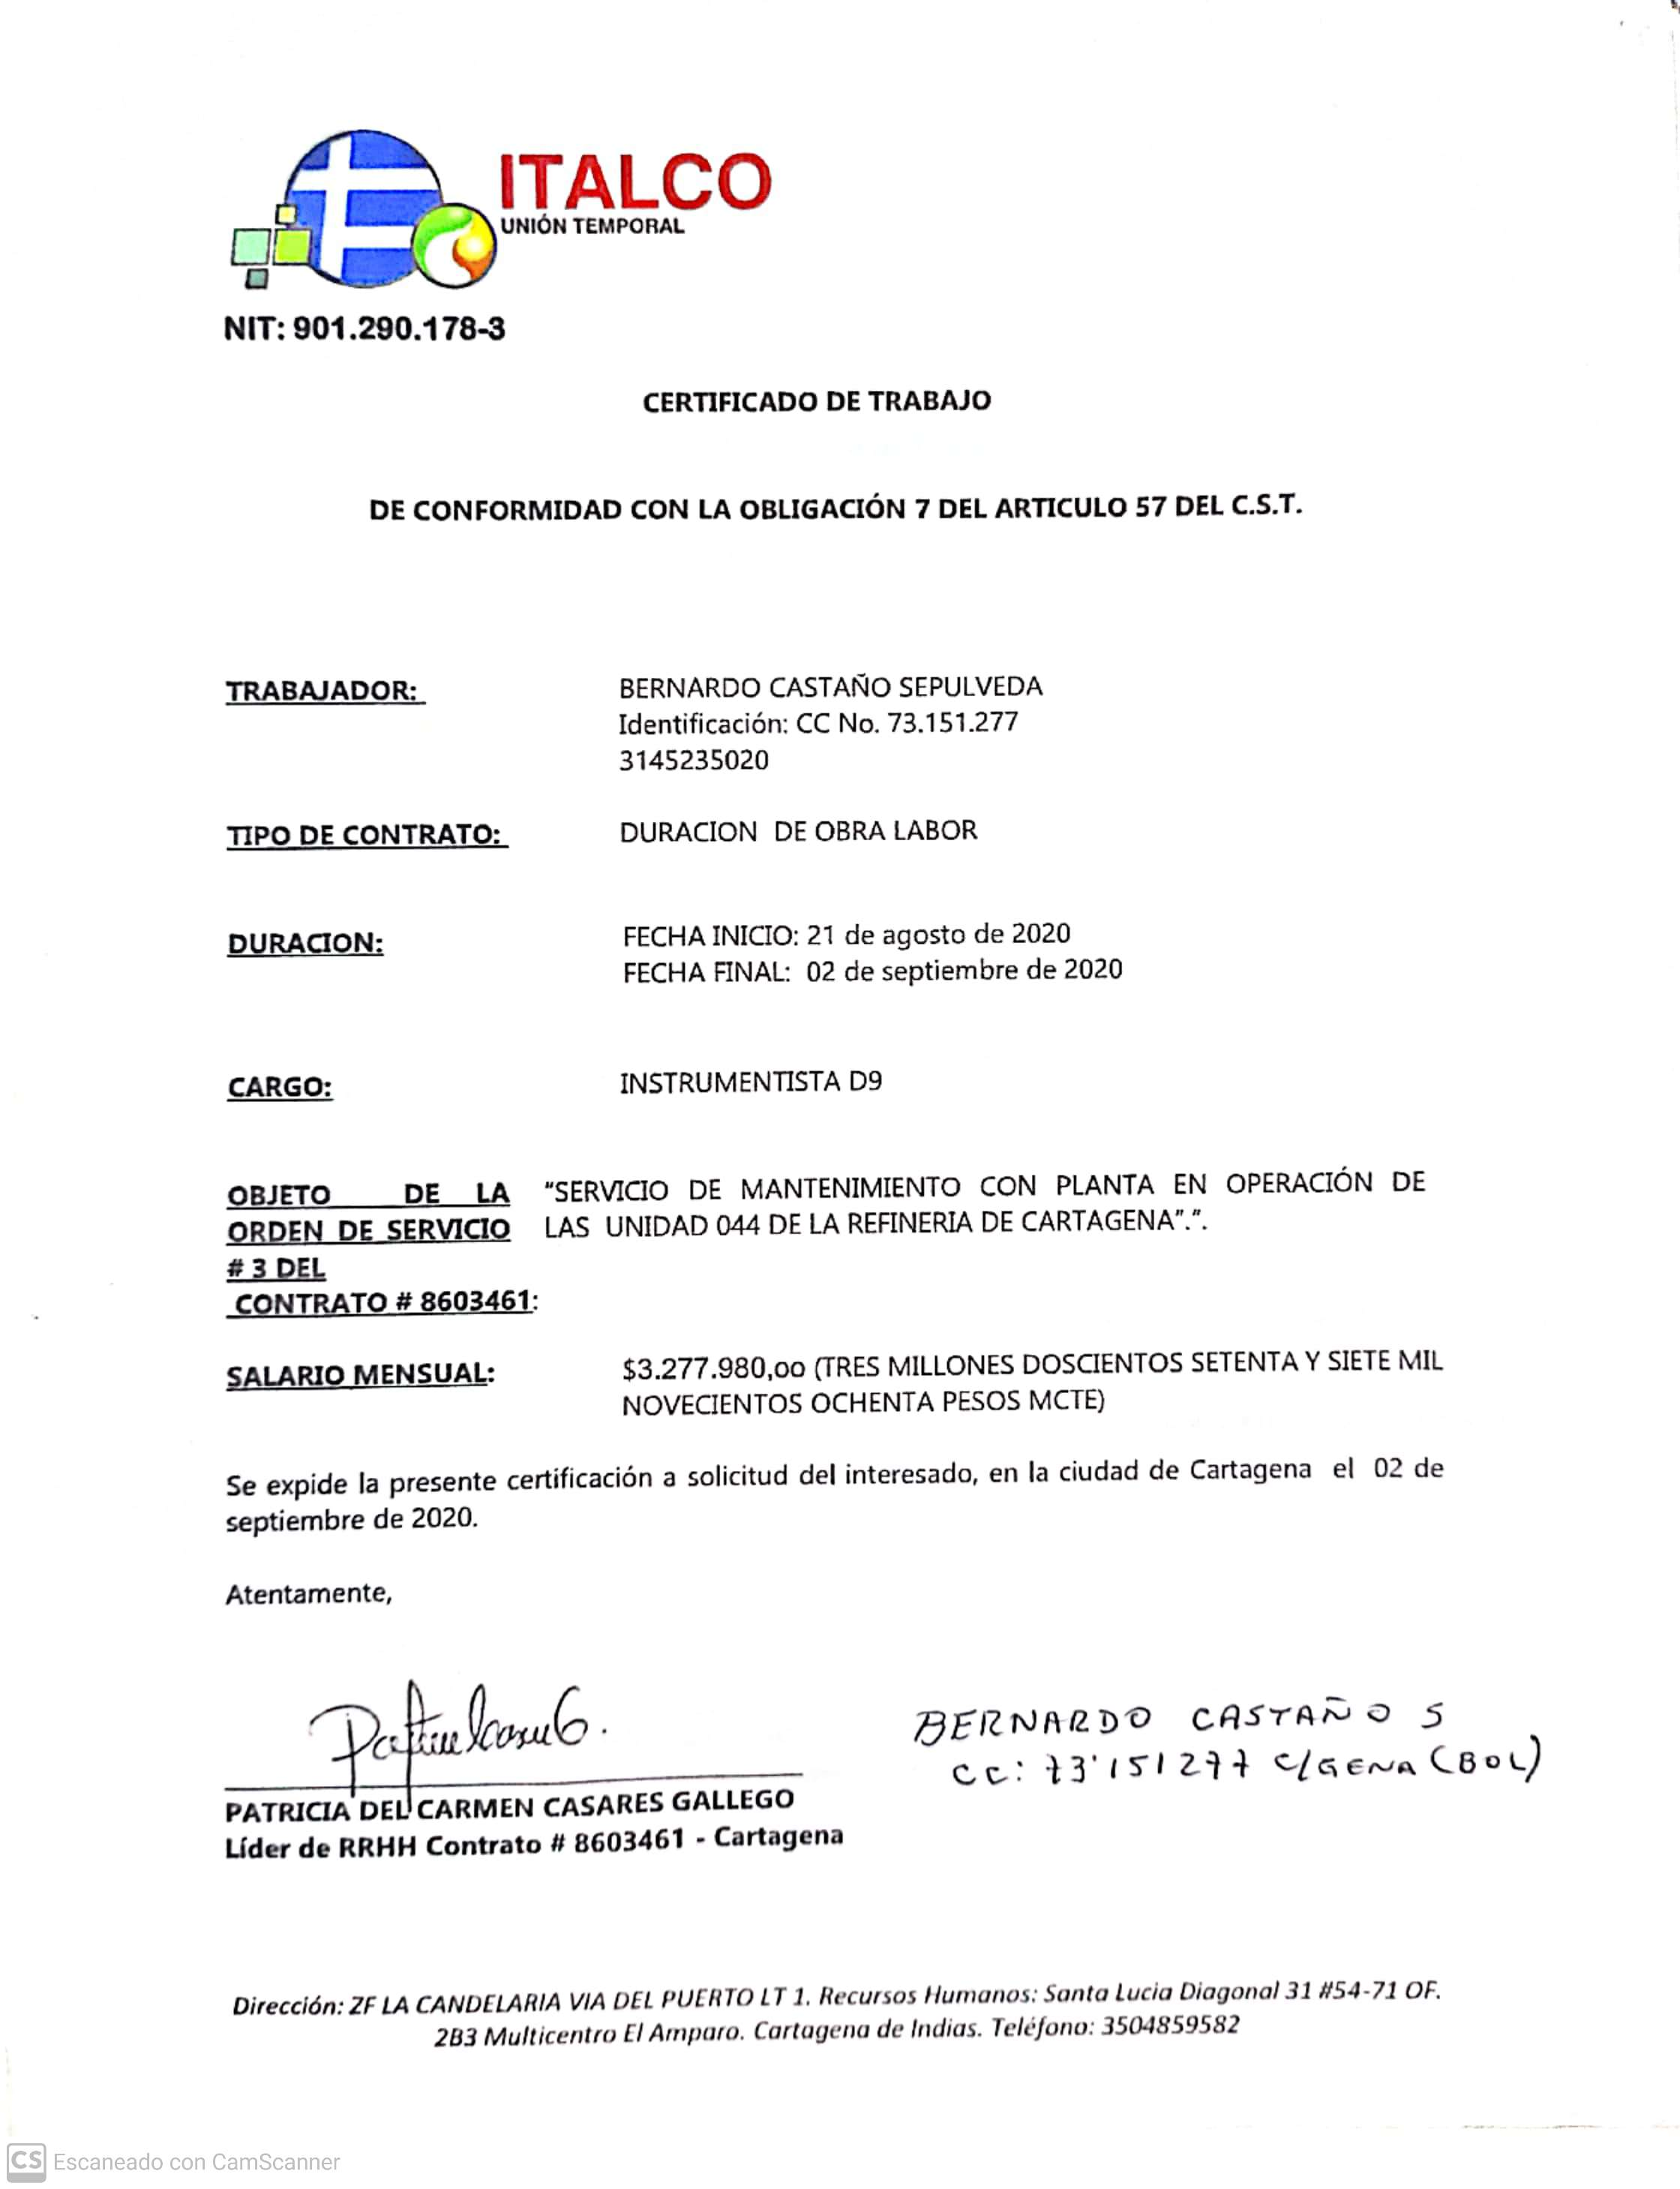 ITALCO
UNIÓN TEMPORAL
NIT: 901.290.178-3
CERTIFICADO DE TRABAJO
DE CONFORMIDAD CON LA OBLIGACIÓN 7 DEL ARTICULO 57 DEL C.S.T.
TRABAJADOR: BERNARDO CASTAÑO SEPULVEDA
Identificación: CC No. 73.151.277
3145235020
TIPO DE CONTRATO: DURACION DE OBRA LABOR
DURACION: FECHA INICIO: 21 de agosto de 2020
FECHA FINAL: 02 de septiembre de 2020
CARGO: INSTRUMENTISTA D9
OBJETO DE LA "SERVICIO DE MANTENIMIENTO CON PLANTA EN OPERACIÓN DE
ORDEN DE SERVICIO LAS UNIDAD 044 DE LA REFINERIA DE CARTAGENA".".
# 3 DEL
CONTRATO # 8603461:
SALARIO MENSUAL: $3.277.980,oo (TRES MILLONES DOSCIENTOS SETENTA Y SIETE MIL
NOVECIENTOS OCHENTA PESOS MCTE)
Se expide la presente certificación a solicitud del interesado, en la ciudad de Cartagena el 02 de
septiembre de 2020.
Atentamente,
BERNARDO CASTAÑO S
CC: 73'151277 C/GENA (BOL)
PATRICIA DEL CARMEN CASARES GALLEGO
Líder de RRHH Contrato # 8603461 - Cartagena
Dirección: ZF LA CANDELARIA VIA DEL PUERTO LT 1. Recursos Humanos: Santa Lucia Diagonal 31 #54-71 OF.
2B3 Multicentro El Amparo. Cartagena de Indias. Teléfono: 3504859582
CS Escaneado con CamScanner